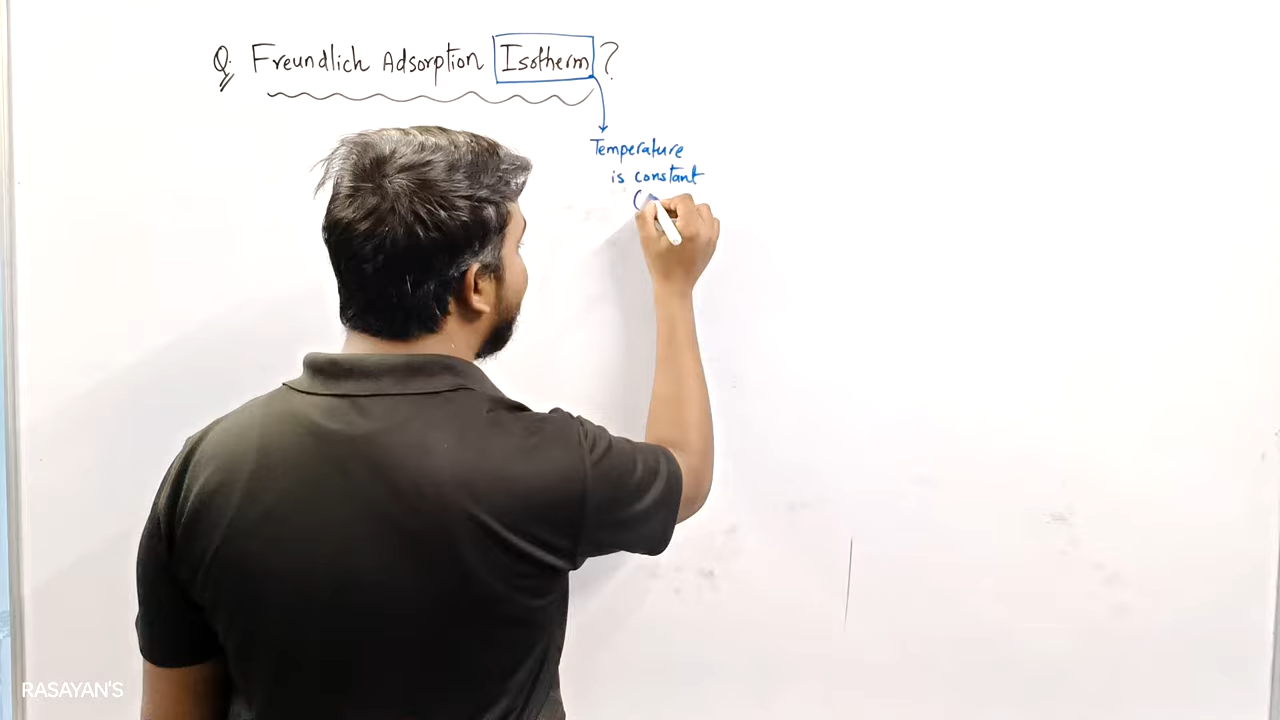 Q. Freundlich Adsorption Isotherm ?
Temperature
is constant
(
RASAYAN'S